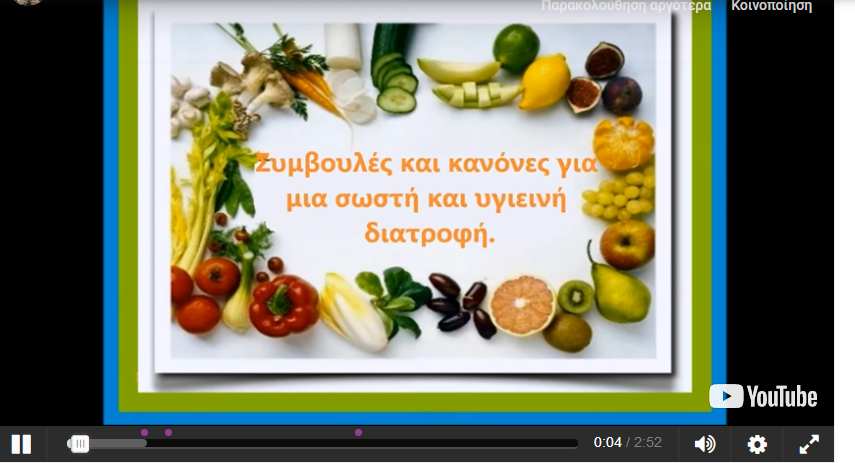 Παρακολούθηση αργότερα Κοινοποίηση
Συμβουλές και κανόνες για
μια σωστή και υγιεινή
διατροφή.
YouTube
0:04 / 2:52